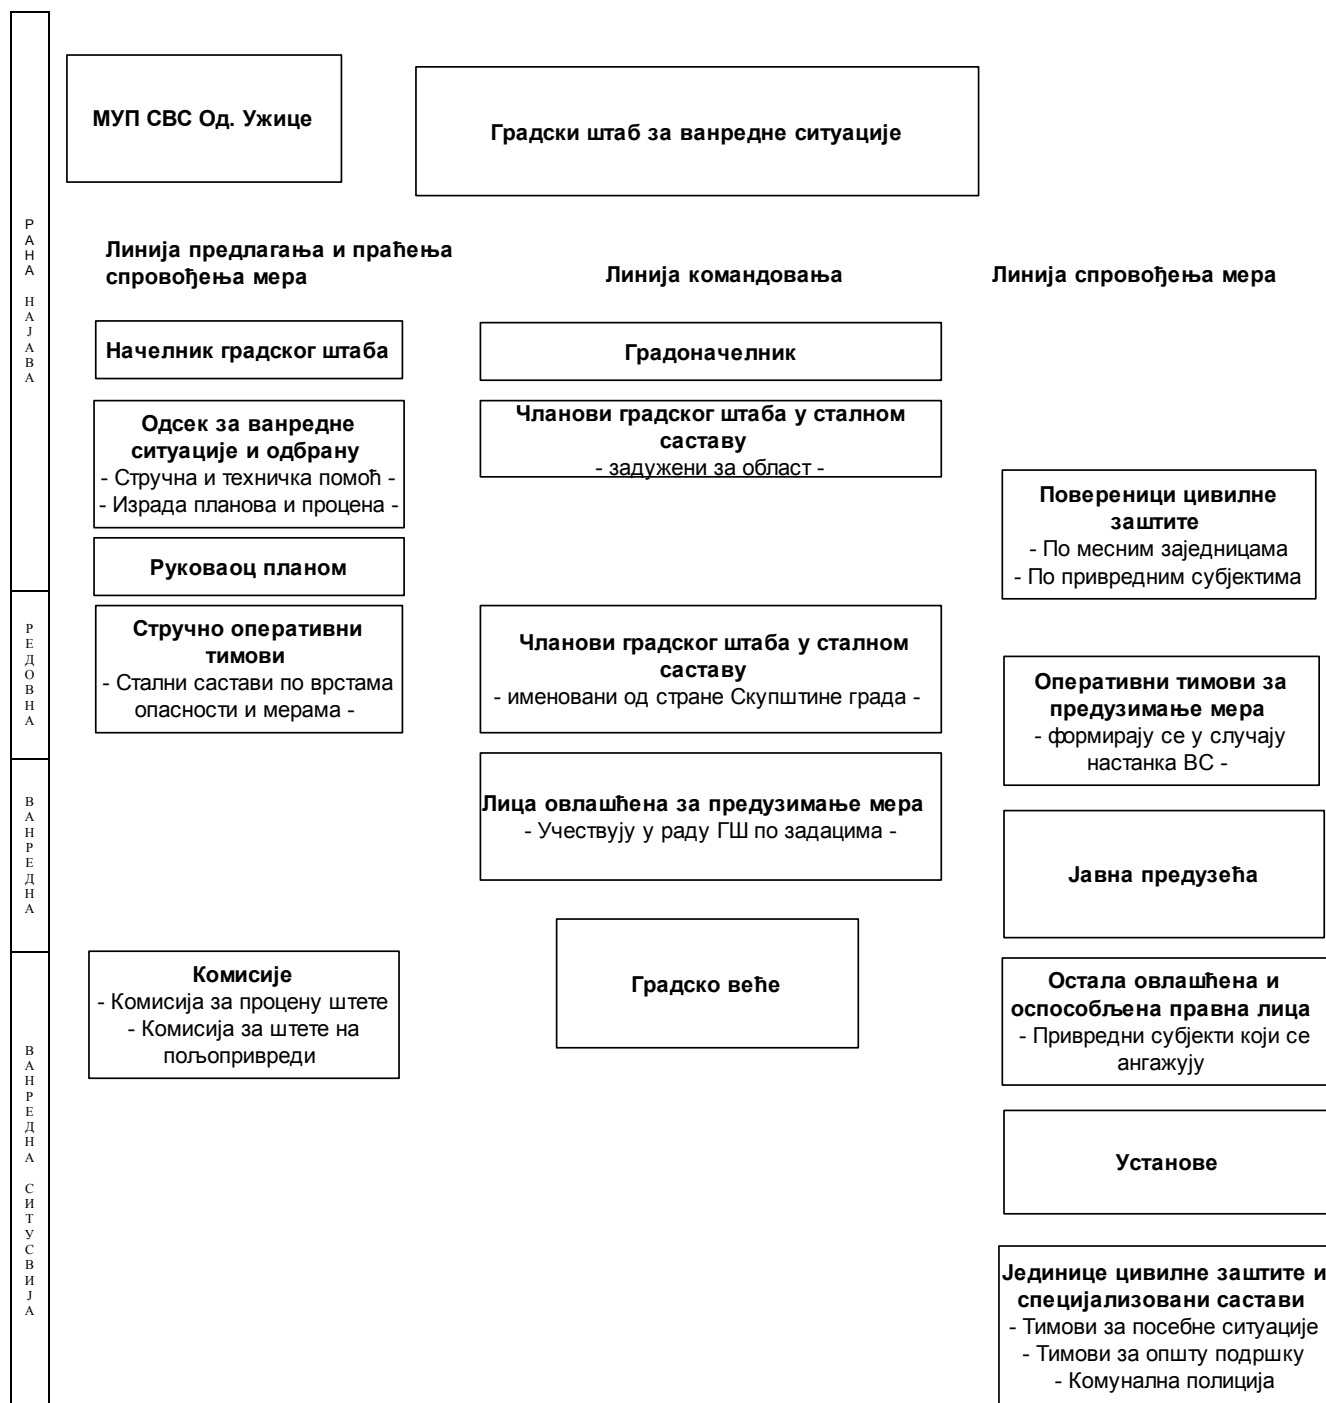 РАНА НАЈАВА
РЕДОВНА
ВАНРЕДНА
ВАНРЕДНА СИТУСВИЈА
МУП СВС Од. Ужице
Градски штаб за ванредне ситуације
Линија предлагања и праћења
спровођења мера
Начелник градског штаба
Одсек за ванредне
ситуације и одбрану
- Стручна и техничка помоћ -
- Израда планова и процена -
Руковаоц планом
Стручно оперативни
тимови
- Стални састави по врстама
опасности и мерама -
Комисије
- Комисија за процену штете
- Комисија за штете на
пољопривреди
Линија командовања
Градоначелник
Чланови градског штаба у сталном
саставу
- задужени за област -
Чланови градског штаба у сталном
саставу
- именовани од стране Скупштине града -
Лица овлашћена за предузимање мера
- Учествују у раду ГШ по задацима -
Градско веће
Линија спровођења мера
Повереници цивилне
заштите
- По месним заједницама
- По привредним субјектима
Оперативни тимови за
предузимање мера
- формирају се у случају
настанка ВС -
Јавна предузећа
Остала овлашћена и
оспособљена правна лица
- Привредни субјекти који се
ангажују
Установе
Јединице цивилне заштите и
специјализовани састави
- Тимови за посебне ситуације
- Тимови за општу подршку
- Комунална полиција